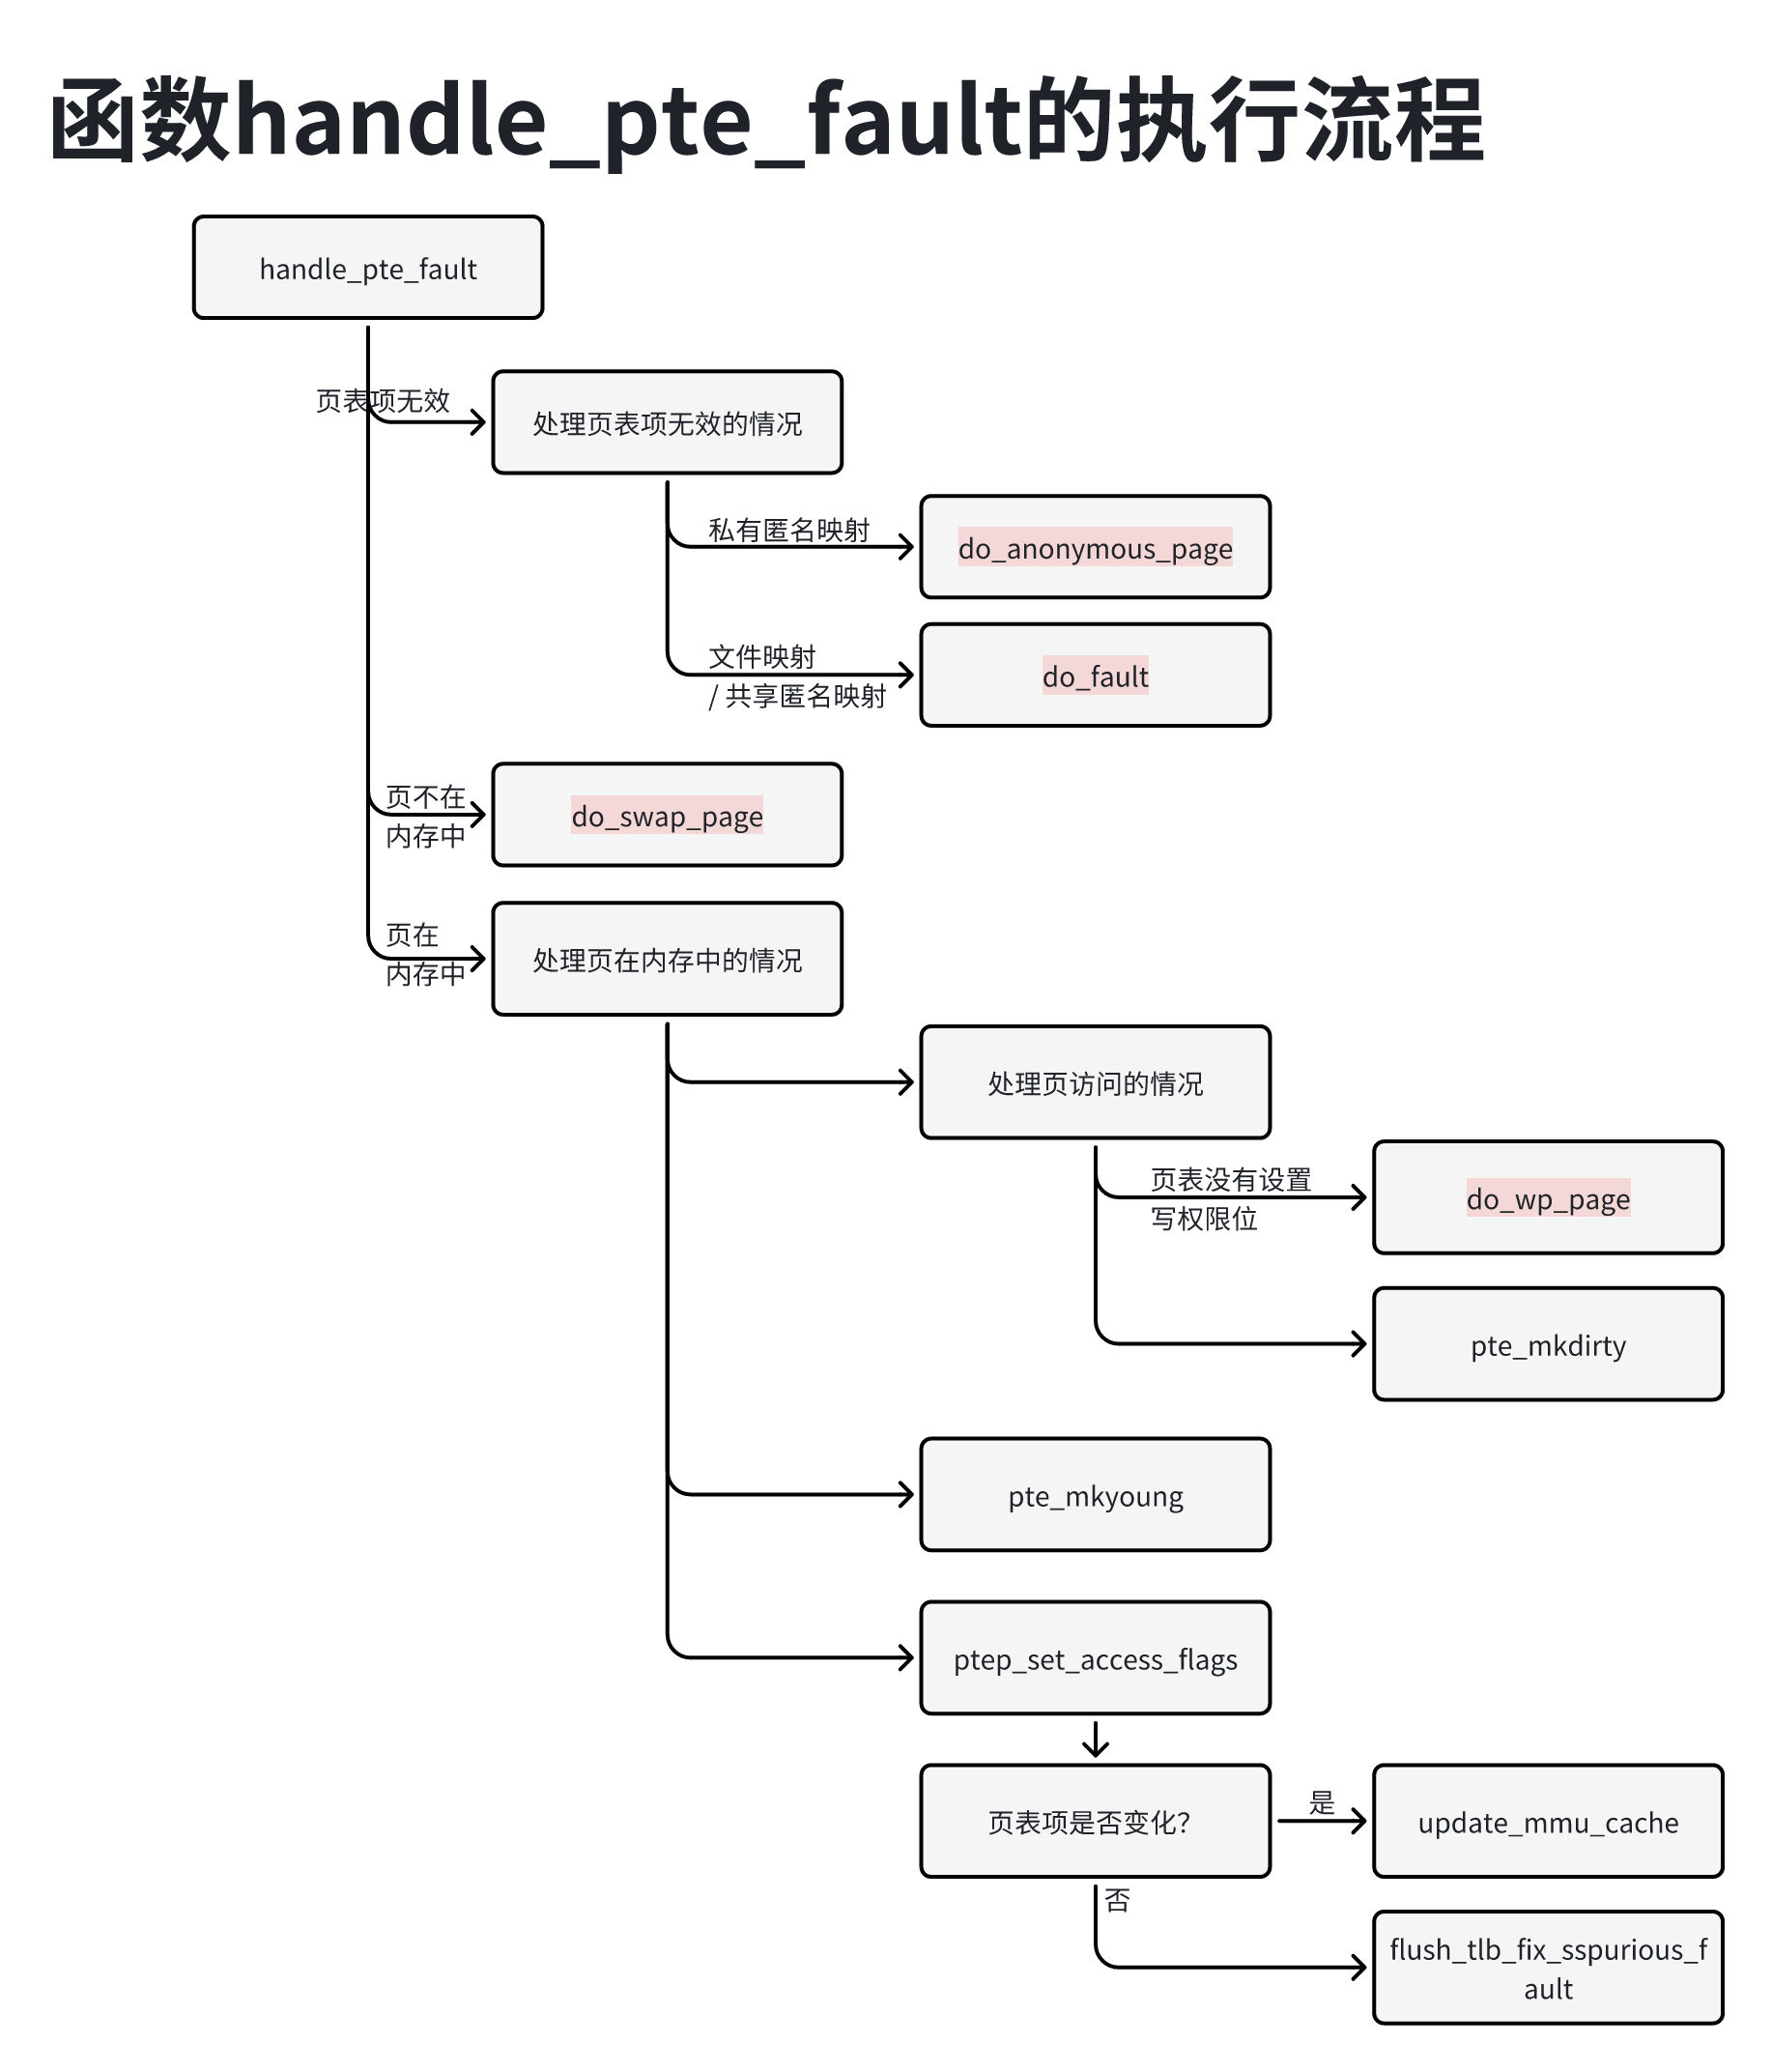 函数handle_pte_fault的执行流程
handle_pte_fault
页表项无效
处理页表项无效的情况
私有匿名映射
do_anonymous_page
文件映射
/ 共享匿名映射
do_fault
页不在
内存中
do_swap_page
页在
内存中
处理页在内存中的情况
处理页访问的情况
页表没有设置
写权限位
do_wp_page
pte_mkdirty
pte_mkyoung
ptep_set_access_flags
页表项是否变化?
是
update_mmu_cache
否
flush_tlb_fix_sspurious_f
ault